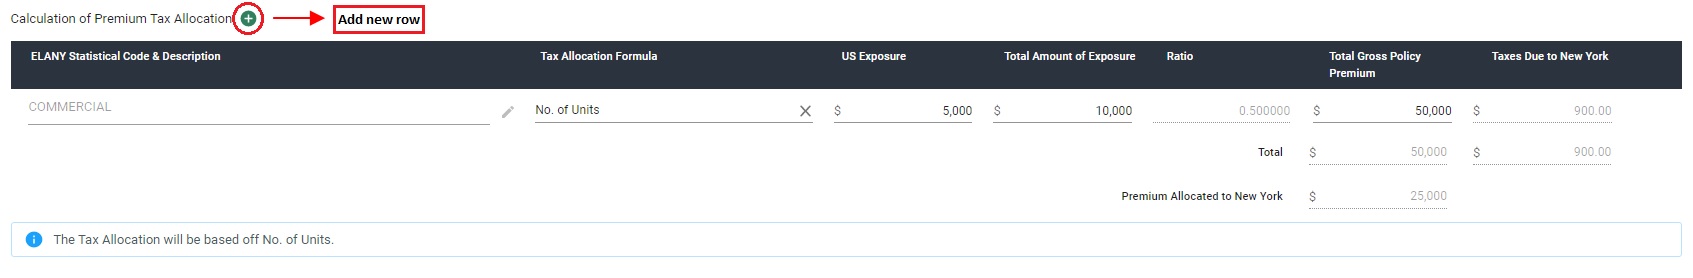 Calculation of Premium Tax Allocation Add new row
ELANY Statistical Code & Description Tax Allocation Formula US Exposure Total Amount of Exposure Ratio Total Gross Policy Premium Taxes Due to New York
COMMERCIAL No. of Units $ 5,000 $ 10,000 0.500000 $ 50,000 $ 900.00
Total $ 50,000 $ 900.00
Premium Allocated to New York $ 25,000
The Tax Allocation will be based off No. of Units.